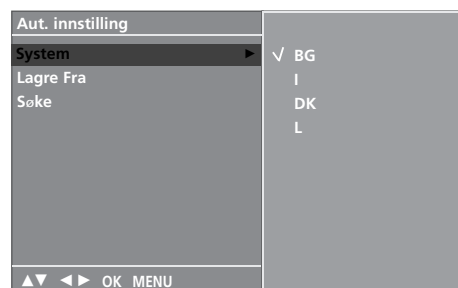 Aut. innstilling
System ►
Lagre Fra
Søke
√ BG
I
DK
L
▲▼ ◄► OK MENU